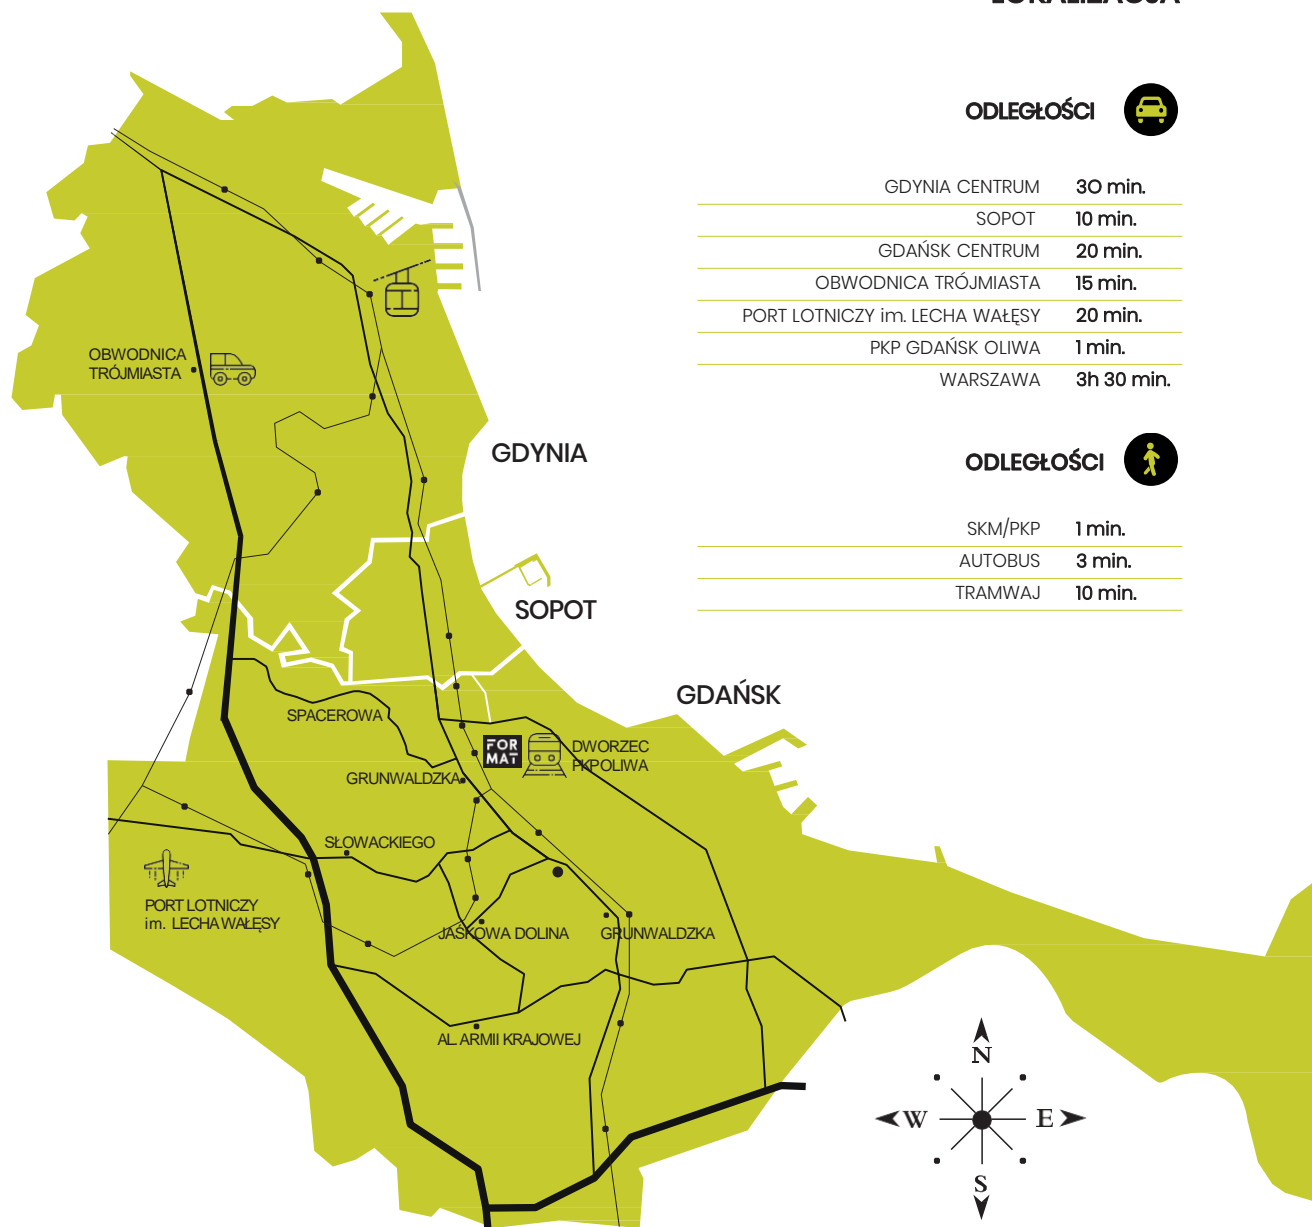 LOKALIZACJA
ODLEGŁOŚCI
GDYNIA CENTRUM 30 min.
SOPOT 10 min.
GDAŃSK CENTRUM 20 min.
OBWODNICA TRÓJMIASTA 15 min.
PORT LOTNICZY im. LECHA WAŁĘSY 20 min.
PKP GDAŃSK OLIWA 1 min.
WARSZAWA 3h 30 min.
ODLEGŁOŚCI
SKM/PKP 1 min.
AUTOBUS 3 min.
TRAMWAJ 10 min.
OBWODNICA
TRÓJMIASTA
GDYNIA
SOPOT
GDAŃSK
SPACEROWA
FOR
MAT
DWORZEC
PKPOLIWA
GRUNWALDZKA
SŁOWACKIEGO
PORT LOTNICZY
im. LECHA WAŁĘSY
JAŚKOWA DOLINA
GRUNWALDZKA
AL. ARMII KRAJOWEJ
N
W
E
S